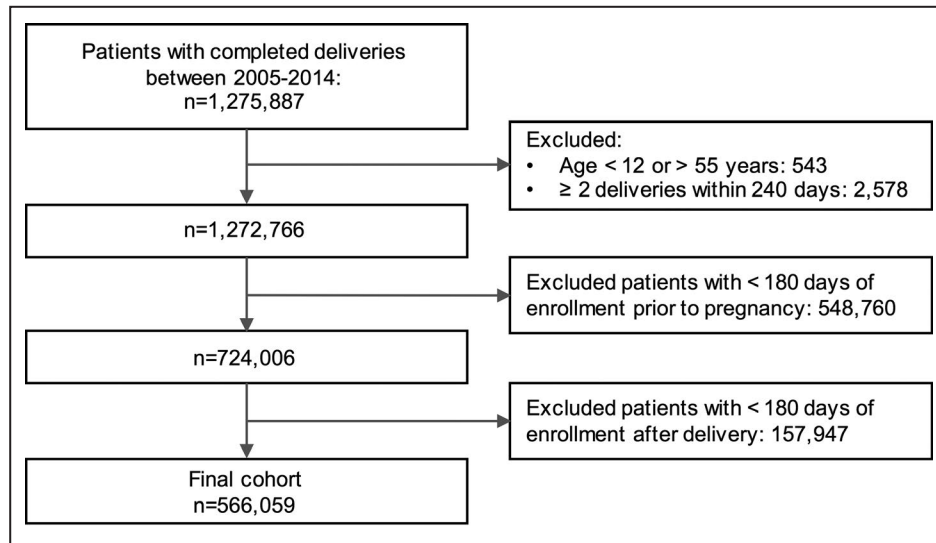 Patients with completed deliveries
between 2005-2014:
n=1,275,887
Excluded:
• Age < 12 or > 55 years: 543
• ≥ 2 deliveries within 240 days: 2,578
n=1,272,766
Excluded patients with < 180 days of
enrollment prior to pregnancy: 548,760
n=724,006
Excluded patients with < 180 days of
enrollment after delivery: 157,947
Final cohort
n=566,059